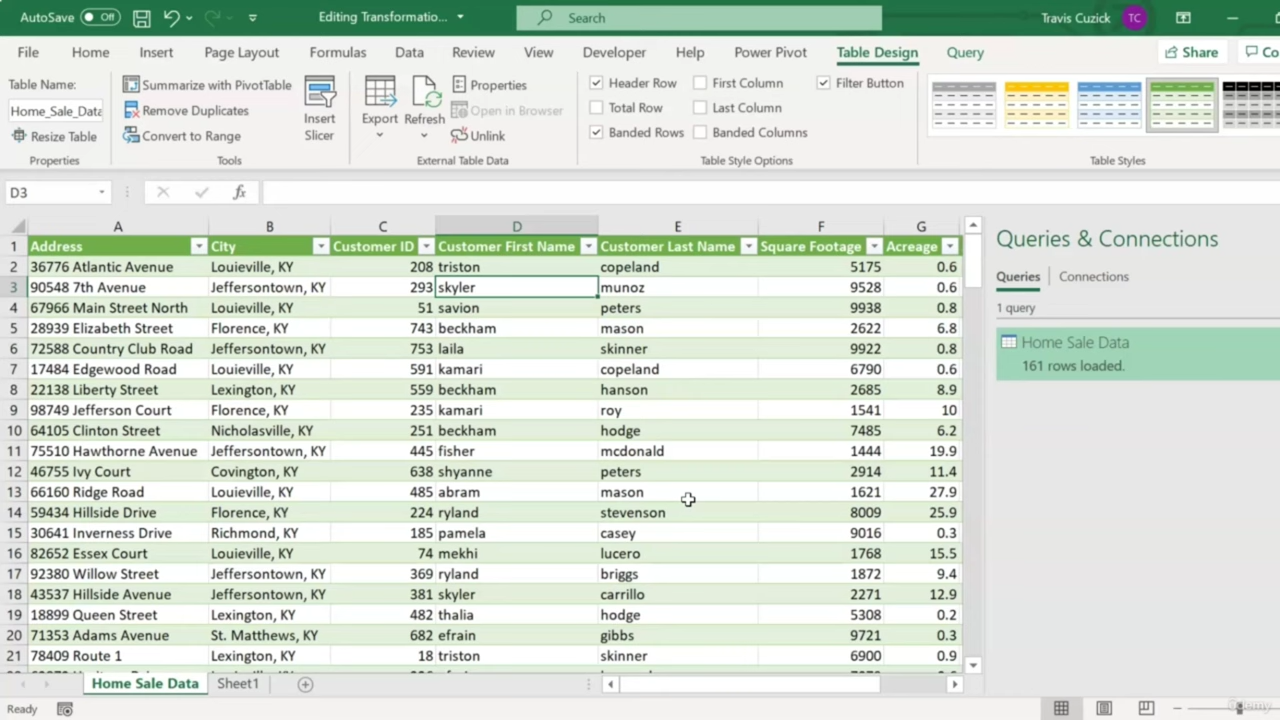 AutoSave Off Editing Transformatio... Search Travis Cuzick TC
File Home Insert Page Layout Formulas Data Review View Developer Help Power Pivot Table Design Query Share Co
Table Name:
Home_Sale_Data
Resize Table
Properties
Summarize with PivotTable
Remove Duplicates
Convert to Range
Tools
Insert
Slicer
Export
Refresh
Properties
Open in Browser
Unlink
External Table Data
Header Row First Column Filter Button
Total Row Last Column
Banded Rows Banded Columns
Table Style Options
Table Styles
D3 fx
A B C D E F G
1 Address City Customer ID Customer First Name Customer Last Name Square Footage Acreage
2 36776 Atlantic Avenue Louieville, KY 208 triston copeland 5175 0.6
3 90548 7th Avenue Jeffersontown, KY 293 skyler munoz 9528 0.6
4 67966 Main Street North Louieville, KY 51 savion peters 9938 0.8
5 28939 Elizabeth Street Florence, KY 743 beckham mason 2622 6.8
6 72588 Country Club Road Jeffersontown, KY 753 laila skinner 9922 0.8
7 17484 Edgewood Road Louieville, KY 591 kamari copeland 6790 0.6
8 22138 Liberty Street Lexington, KY 559 beckham hanson 2685 8.9
9 98749 Jefferson Court Florence, KY 235 kamari roy 1541 10
10 64105 Clinton Street Nicholasville, KY 251 beckham hodge 7485 6.2
11 75510 Hawthorne Avenue Jeffersontown, KY 445 fisher mcdonald 1444 19.9
12 46755 Ivy Court Covington, KY 638 shyanne peters 2914 11.4
13 66160 Ridge Road Louieville, KY 485 abram mason 1621 27.9
14 59434 Hillside Drive Florence, KY 224 ryland stevenson 8009 25.9
15 30641 Inverness Drive Richmond, KY 185 pamela casey 9016 0.3
16 82652 Essex Court Louieville, KY 74 mekhi lucero 1768 15.5
17 92380 Willow Street Jeffersontown, KY 369 ryland briggs 1872 9.4
18 43537 Hillside Avenue Jeffersontown, KY 381 skyler carrillo 2271 12.9
19 18899 Queen Street Lexington, KY 482 thalia hodge 5308 0.2
20 71353 Adams Avenue St. Matthews, KY 682 efrain gibbs 9721 0.3
21 78409 Route 1 Lexington, KY 18 triston skinner 6900 0.9
Queries & Connections
Queries Connections
1 query
Home Sale Data
161 rows loaded.
Home Sale Data Sheet1
Ready